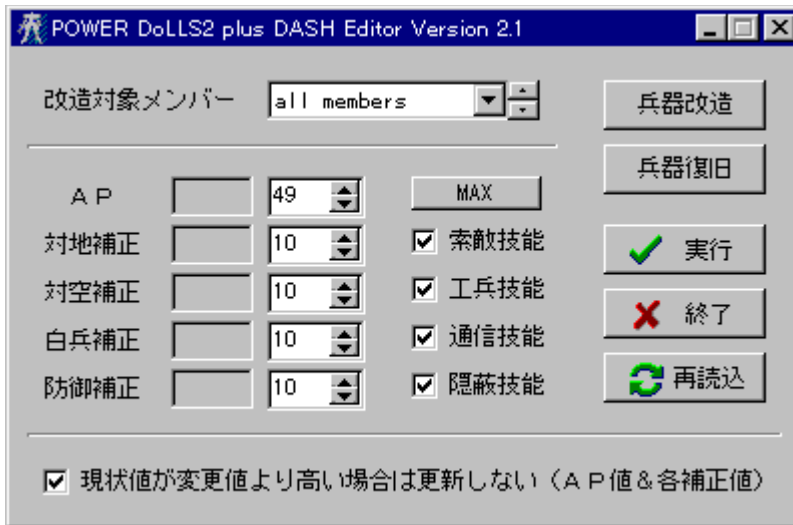 POWER DoLLS2 plus DASH Editor Version 2.1
改造対象メンバー
all members
兵器改造
兵器復旧
ＡＰ
49
MAX
対地補正
10
索敵技能
対空補正
10
工兵技能
白兵補正
10
通信技能
防御補正
10
隠蔽技能
実行
終了
再読込
現状値が変更値より高い場合は更新しない（ＡＰ値＆各補正値）